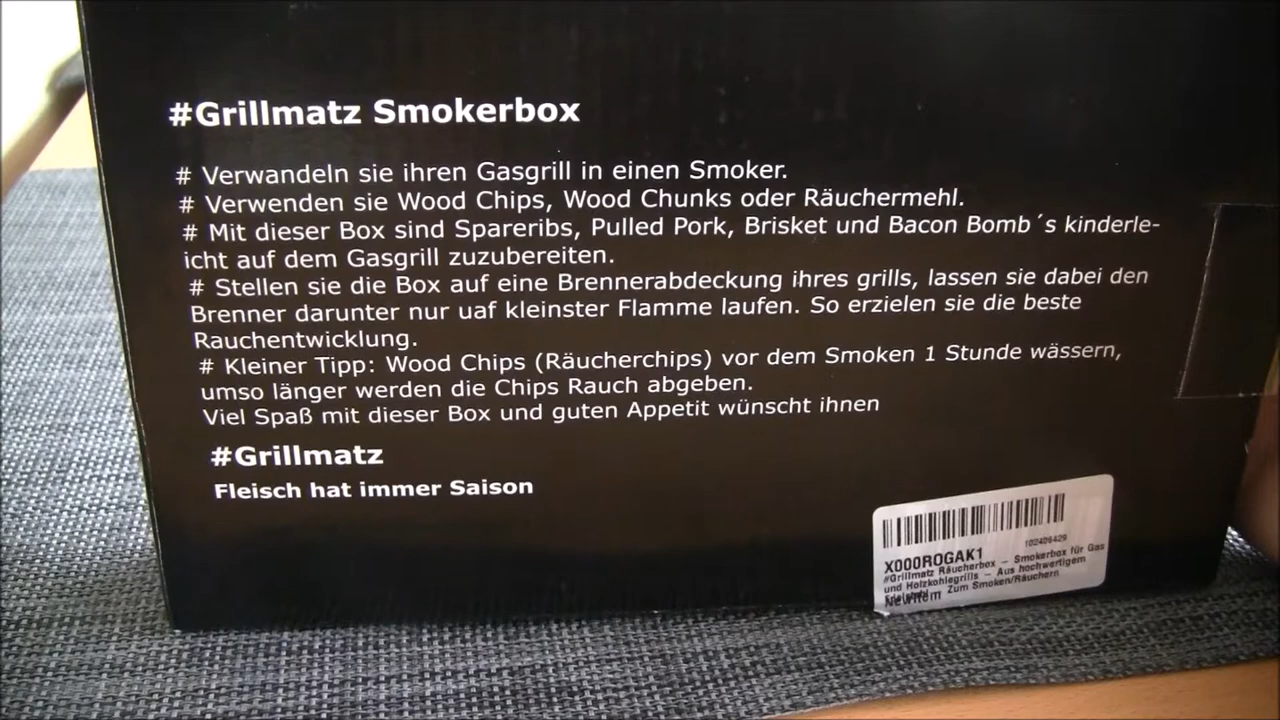 #Grillmatz Smokerbox
# Verwandeln sie ihren Gasgrill in einen Smoker.
# Verwenden sie Wood Chips, Wood Chunks oder Räuchermehl.
# Mit dieser Box sind Spareribs, Pulled Pork, Brisket und Bacon Bomb´s kinderle-
icht auf dem Gasgrill zuzubereiten.
# Stellen sie die Box auf eine Brennerabdeckung ihres grills, lassen sie dabei den
Brenner darunter nur uaf kleinster Flamme laufen. So erzielen sie die beste
Rauchentwicklung.
# Kleiner Tipp: Wood Chips (Räucherchips) vor dem Smoken 1 Stunde wässern,
umso länger werden die Chips Rauch abgeben.
Viel Spaß mit dieser Box und guten Appetit wünscht ihnen
#Grillmatz
Fleisch hat immer Saison
X000ROGAK1
#Grillmatz Räucherbox – Smokerbox für Gas
und Holzkohlegrills – Aus hochwertigem
Zum Smoken/Räuchern